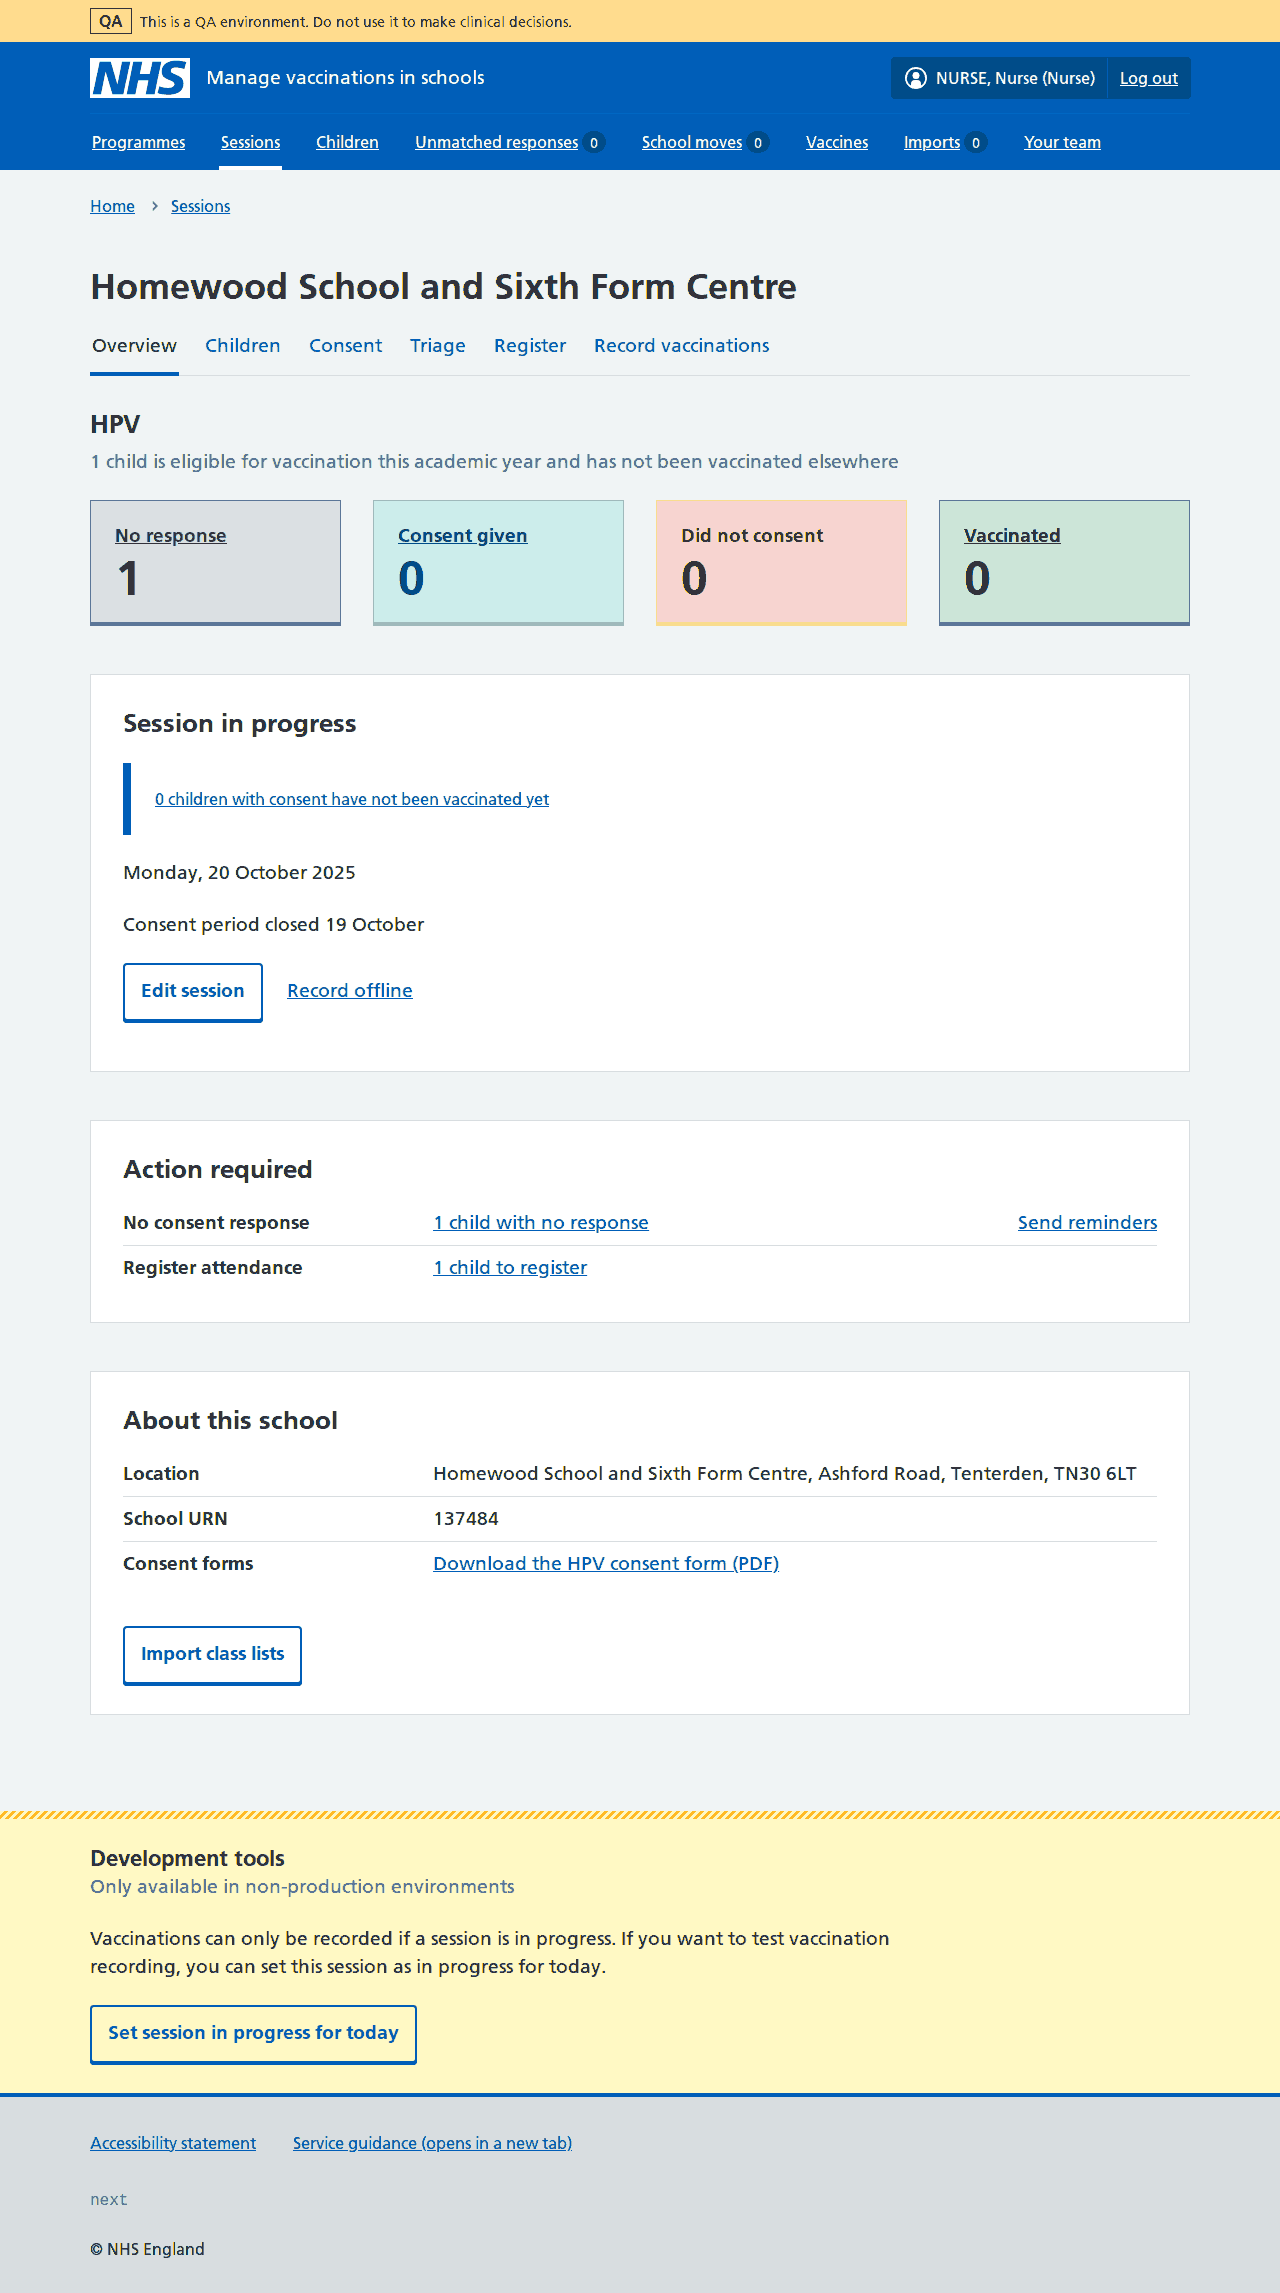 QA This is a QA environment. Do not use it to make clinical decisions.
NHS Manage vaccinations in schools NURSE, Nurse (Nurse) Log out
Programmes Sessions Children Unmatched responses 0 School moves 0 Vaccines Imports 0 Your team
Home Sessions
Homewood School and Sixth Form Centre
Overview Children Consent Triage Register Record vaccinations
HPV
1 child is eligible for vaccination this academic year and has not been vaccinated elsewhere
No response Consent given Did not consent Vaccinated
1 0 0 0
Session in progress
0 children with consent have not been vaccinated yet
Monday, 20 October 2025
Consent period closed 19 October
Edit session Record offline
Action required
No consent response 1 child with no response Send reminders
Register attendance 1 child to register
About this school
Location Homewood School and Sixth Form Centre, Ashford Road, Tenterden, TN30 6LT
School URN 137484
Consent forms Download the HPV consent form (PDF)
Import class lists
Development tools
Only available in non-production environments
Vaccinations can only be recorded if a session is in progress. If you want to test vaccination
recording, you can set this session as in progress for today.
Set session in progress for today
Accessibility statement Service guidance (opens in a new tab)
next
© NHS England